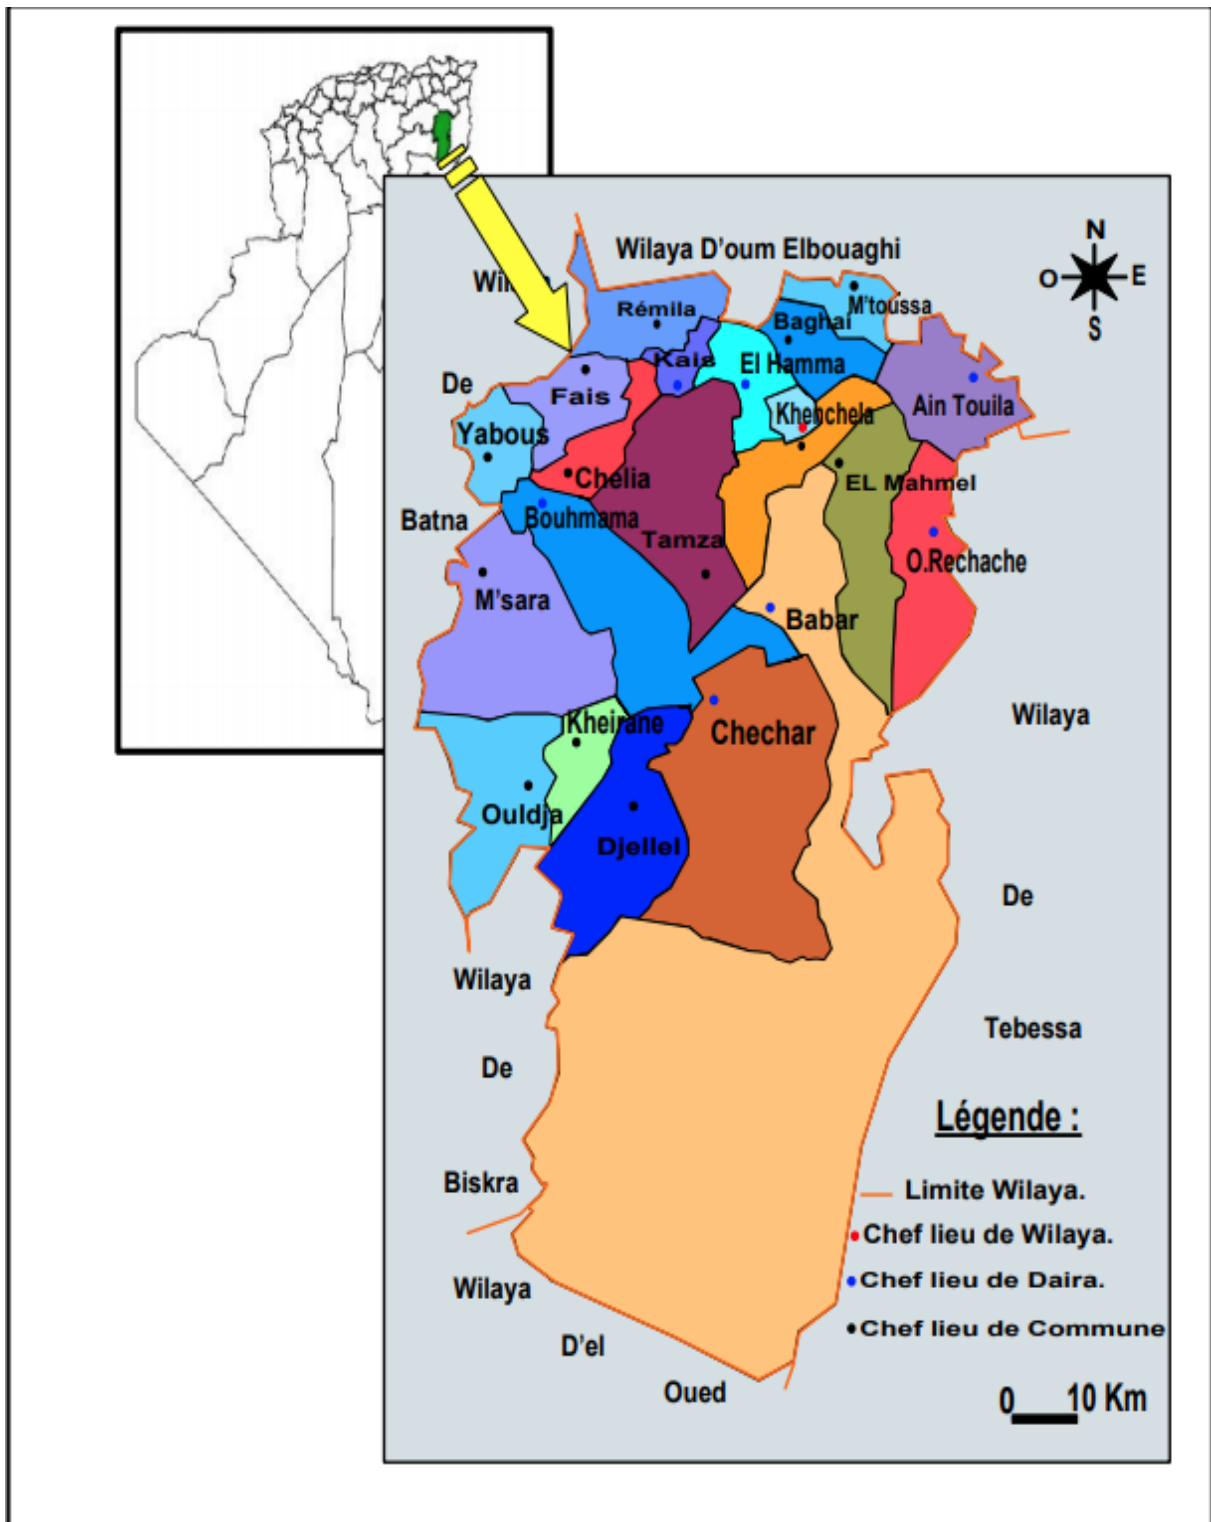 Wilaya D'oum Elbouaghi
N
O
E
S
M'toussa
Rémila
Baghai
Kais
El Hamma
De
Fais
Khenchela
Ain Touila
Yabous
Chelia
EL Mahmel
Batna
Bouhmama
Tamza
O.Rechache
M'sara
Babar
Wilaya
Kheirane
Chechar
Ouldja
Djellel
De
Wilaya
Tebessa
De
Légende :
Biskra
Limite Wilaya.
Chef lieu de Wilaya.
Wilaya
Chef lieu de Daira.
D'el
Chef lieu de Commune
Oued
0 10 Km